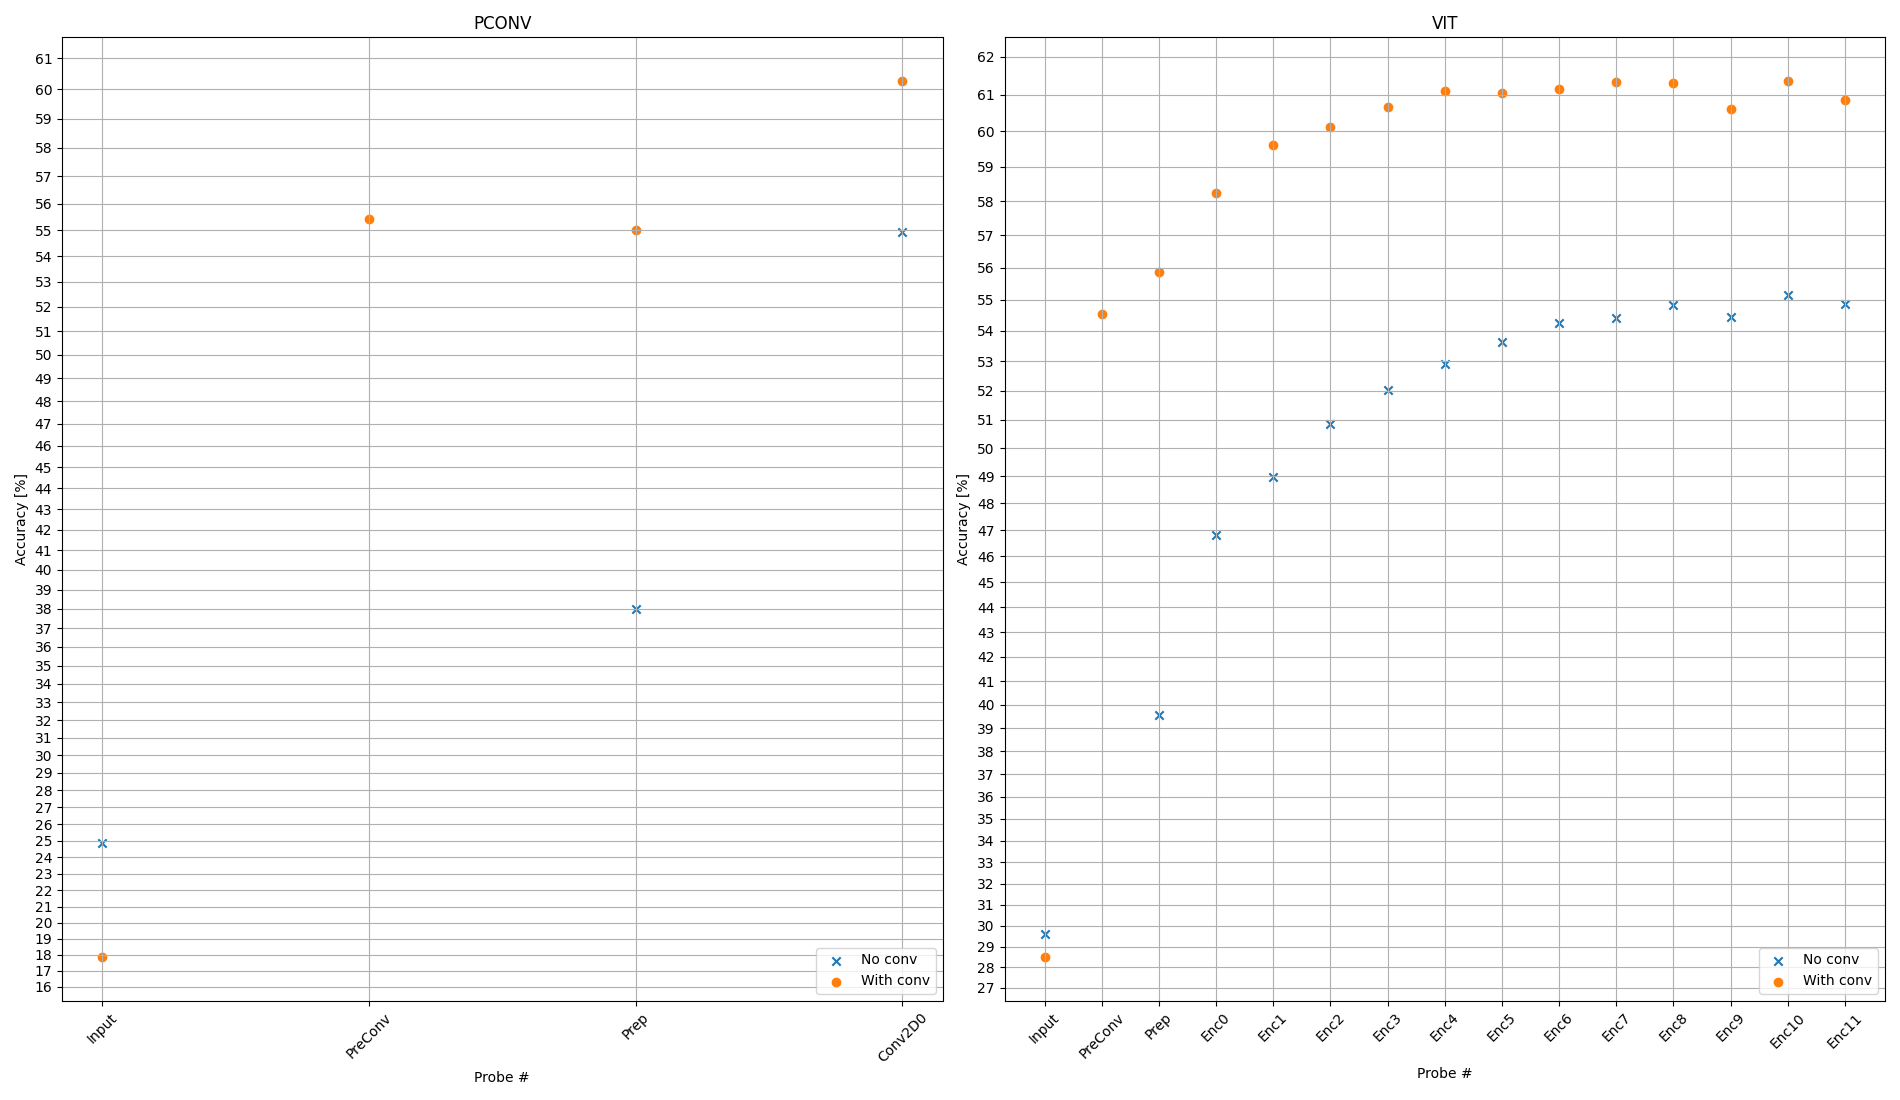 PCONV
61
60
59
58
57
56
55
54
53
52
51
50
49
48
47
46
45
44
43
42
41
40
39
38
37
36
35
34
33
32
31
30
29
28
27
26
25
24
23
22
21
20
19
18
17
16
Accuracy [%]
No conv
With conv
Input
PreConv
Prep
Conv2D0
Probe #
VIT
62
61
60
59
58
57
56
55
54
53
52
51
50
49
48
47
46
45
44
43
42
41
40
39
38
37
36
35
34
33
32
31
30
29
28
27
Accuracy [%]
No conv
With conv
Input
PreConv
Prep
Enc0
Enc1
Enc2
Enc3
Enc4
Enc5
Enc6
Enc7
Enc8
Enc9
Enc10
Enc11
Probe #